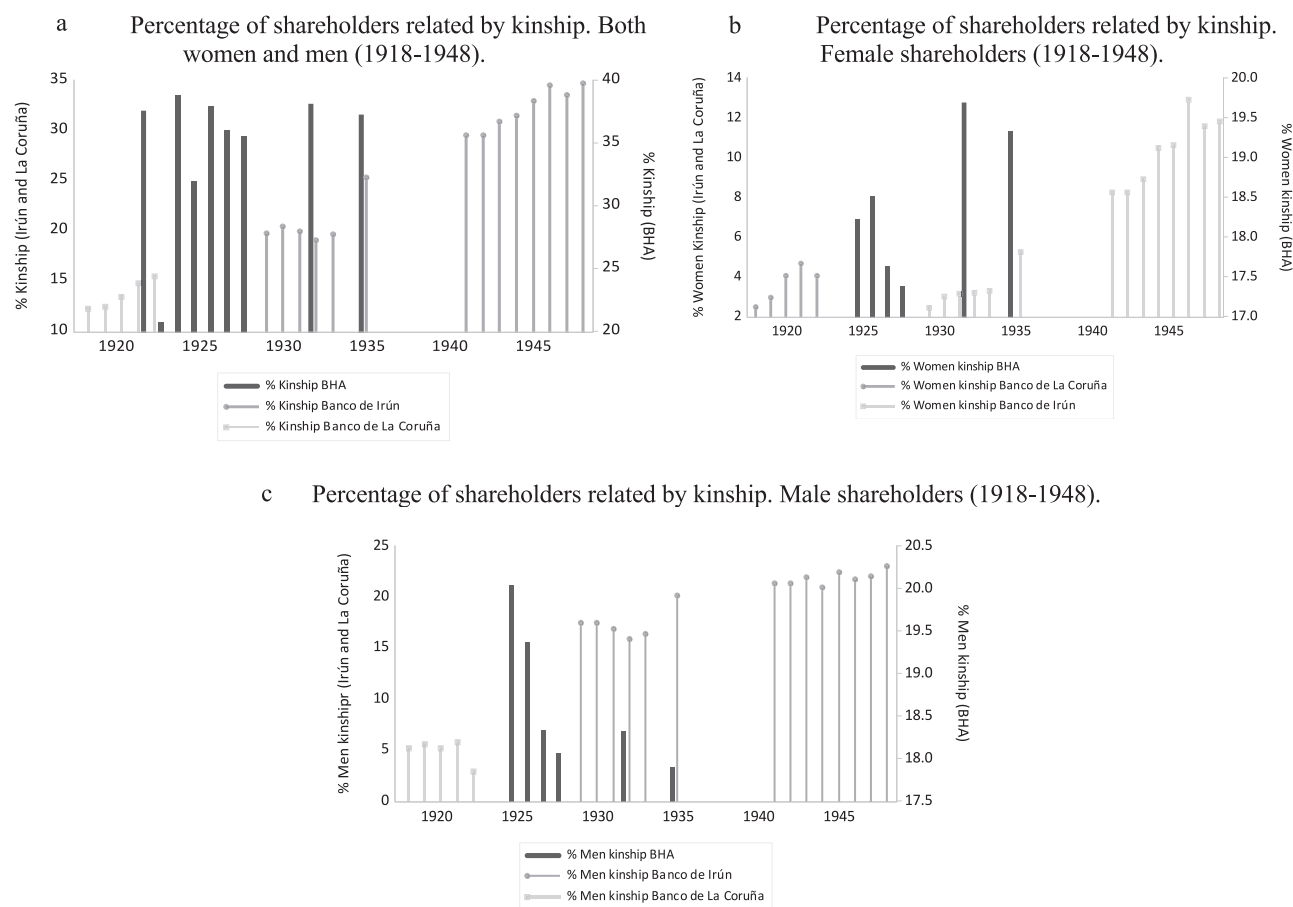 a Percentage of shareholders related by kinship. Both
women and men (1918-1948).
% Kinship (Irún and La Coruña)
35
30
25
20
15
10
40
35
30
25
20
% Kinship (BHA)
1920 1925 1930 1935 1940 1945
% Kinship BHA
% Kinship Banco de Irún
% Kinship Banco de La Coruña
b Percentage of shareholders related by kinship.
Female shareholders (1918-1948).
% Women Kinship (Irún and La Coruña)
14
12
10
8
6
4
2
20.0
19.5
19.0
18.5
18.0
17.5
17.0
% Women kinship (BHA)
1920 1925 1930 1935 1940 1945
% Women kinship BHA
% Women kinship Banco de La Coruña
% Women kinship Banco de Irún
c Percentage of shareholders related by kinship. Male shareholders (1918-1948).
% Men kinshipr (Irún and La Coruña)
25
20
15
10
5
0
20.5
20.0
19.5
19.0
18.5
18.0
17.5
% Men kinship (BHA)
1920 1925 1930 1935 1940 1945
% Men kinship BHA
% Men kinship Banco de Irún
% Men kinship Banco de La Coruña